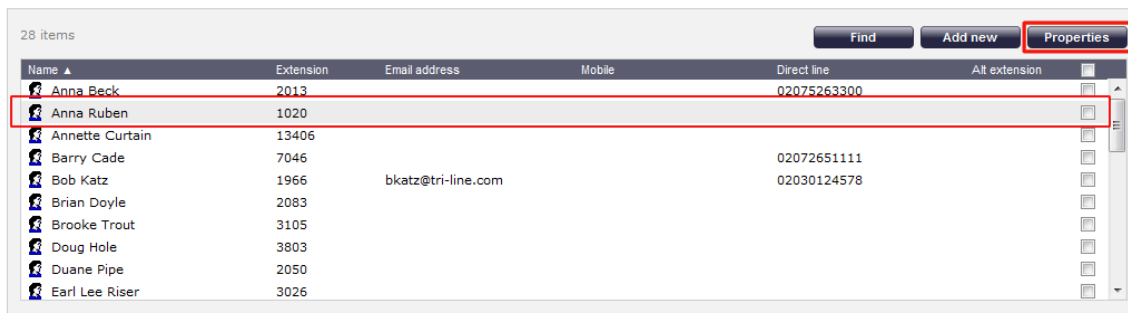 28 items Find Add new Properties
Name ▲ Extension Email address Mobile Direct line Alt extension
Anna Beck 2013 02075263300
Anna Ruben 1020
Annette Curtain 13406
Barry Cade 7046 02072651111
Bob Katz 1966 bkatz@tri-line.com 02030124578
Brian Doyle 2083
Brooke Trout 3105
Doug Hole 3803
Duane Pipe 2050
Earl Lee Riser 3026